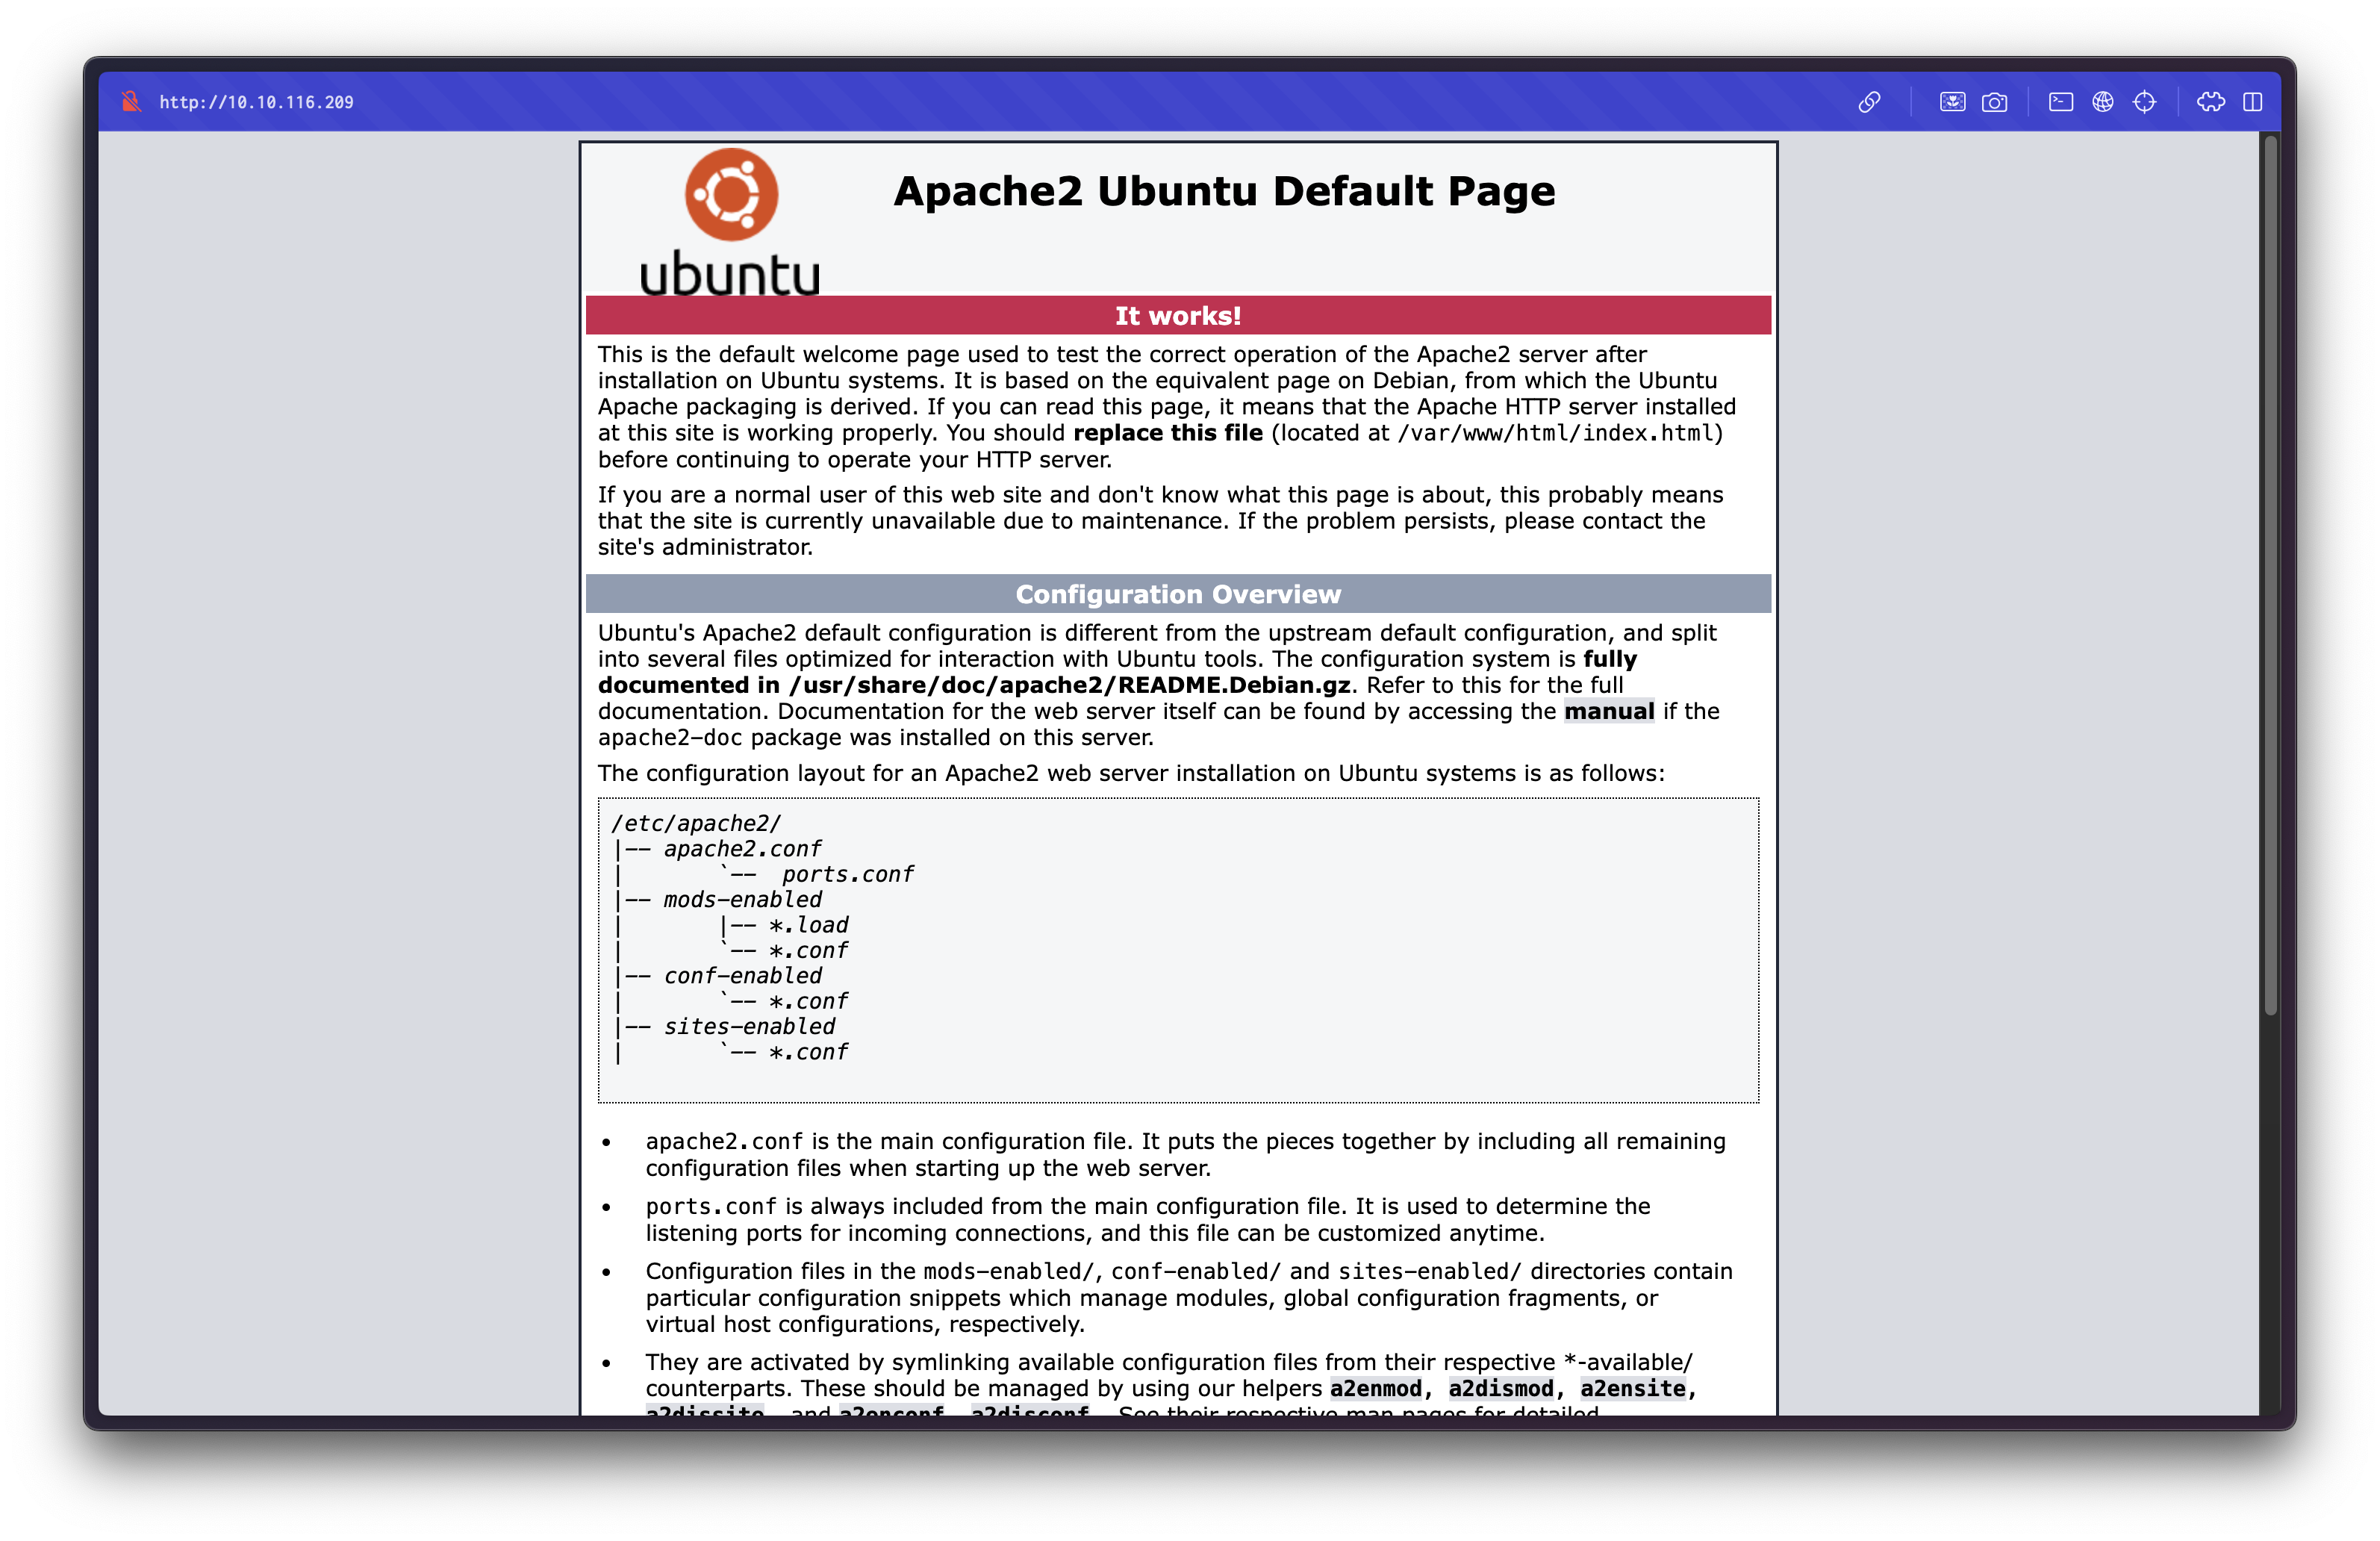 http://10.10.116.209
ubuntu
Apache2 Ubuntu Default Page
It works!
This is the default welcome page used to test the correct operation of the Apache2 server after
installation on Ubuntu systems. It is based on the equivalent page on Debian, from which the Ubuntu
Apache packaging is derived. If you can read this page, it means that the Apache HTTP server installed
at this site is working properly. You should replace this file (located at /var/www/html/index.html)
before continuing to operate your HTTP server.
If you are a normal user of this web site and don't know what this page is about, this probably means
that the site is currently unavailable due to maintenance. If the problem persists, please contact the
site's administrator.
Configuration Overview
Ubuntu's Apache2 default configuration is different from the upstream default configuration, and split
into several files optimized for interaction with Ubuntu tools. The configuration system is fully
documented in /usr/share/doc/apache2/README.Debian.gz. Refer to this for the full
documentation. Documentation for the web server itself can be found by accessing the manual if the
apache2-doc package was installed on this server.
The configuration layout for an Apache2 web server installation on Ubuntu systems is as follows:
/etc/apache2/
|-- apache2.conf
|       `--  ports.conf
|-- mods-enabled
|       |-- *.load
|       `-- *.conf
|-- conf-enabled
|       `-- *.conf
|-- sites-enabled
|       `-- *.conf
• apache2.conf is the main configuration file. It puts the pieces together by including all remaining
configuration files when starting up the web server.
• ports.conf is always included from the main configuration file. It is used to determine the
listening ports for incoming connections, and this file can be customized anytime.
• Configuration files in the mods-enabled/, conf-enabled/ and sites-enabled/ directories contain
particular configuration snippets which manage modules, global configuration fragments, or
virtual host configurations, respectively.
• They are activated by symlinking available configuration files from their respective *-available/
counterparts. These should be managed by using our helpers a2enmod, a2dismod, a2ensite,
a2dissite, and a2enconf, a2disconf . See their respective man pages for detailed